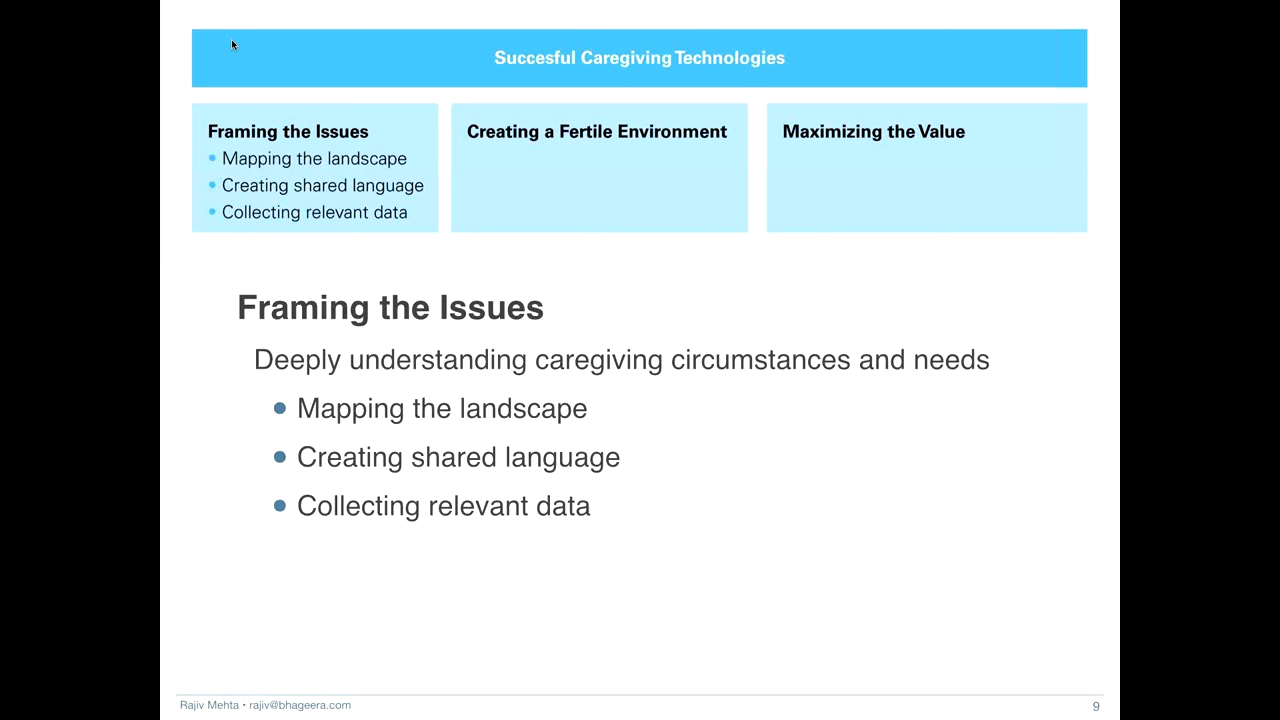 Succesful Caregiving Technologies
Framing the Issues
• Mapping the landscape
• Creating shared language
• Collecting relevant data
Creating a Fertile Environment
Maximizing the Value
Framing the Issues
Deeply understanding caregiving circumstances and needs
• Mapping the landscape
• Creating shared language
• Collecting relevant data
Rajiv Mehta • rajiv@bhageera.com
9